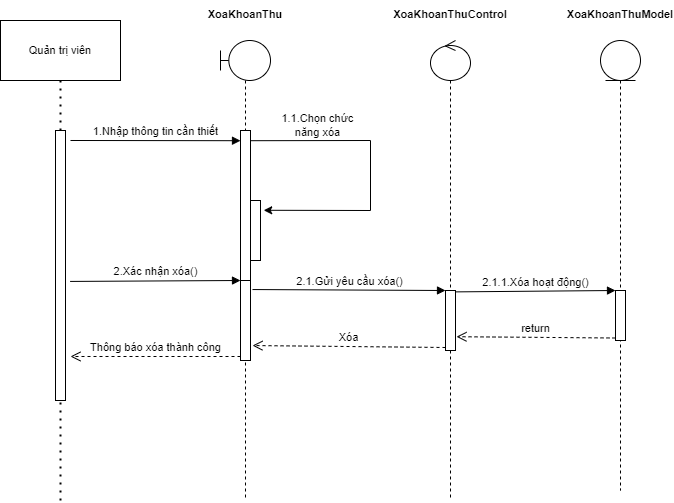 XoaKhoanThu
XoaKhoanThuControl
XoaKhoanThuModel
Quản trị viên
1.Nhập thông tin cần thiết
1.1.Chọn chức
năng xóa
2.Xác nhận xóa()
2.1.Gửi yêu cầu xóa()
2.1.1.Xóa hoạt động()
return
Xóa
Thông báo xóa thành công